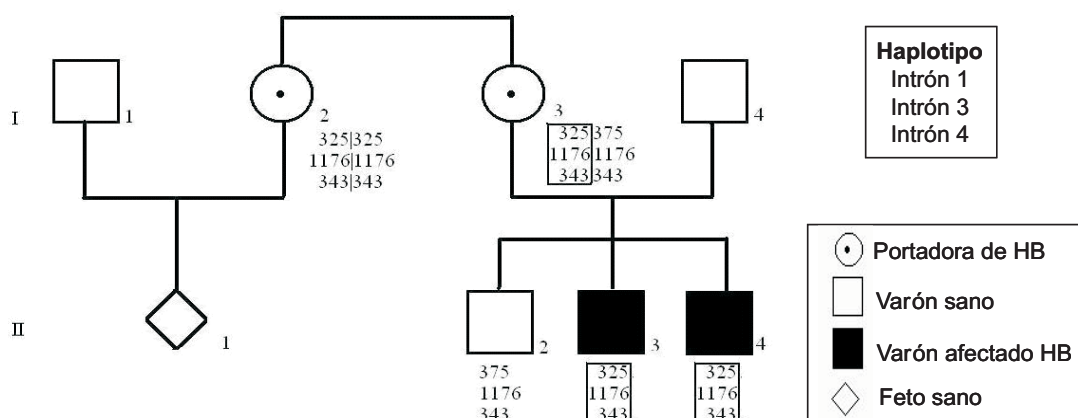 Haplotipo
Intrón 1
Intrón 3
Intrón 4
I
1
2
325|325
1176|1176
343|343
3
325 375
1176 1176
343 343
4
II
1
2
375
1176
343
3
325
1176
343
4
325
1176
343
Portadora de HB
Varón sano
Varón afectado HB
Feto sano